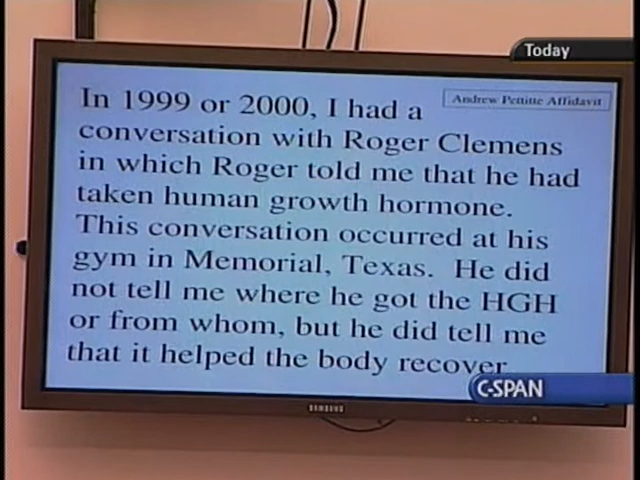 Today
Andrew Pettitte Affidavit
In 1999 or 2000, I had a
conversation with Roger Clemens
in which Roger told me that he had
taken human growth hormone.
This conversation occurred at his
gym in Memorial, Texas.  He did
not tell me where he got the HGH
or from whom, but he did tell me
that it helped the body recover
C-SPAN
SAMSUNG